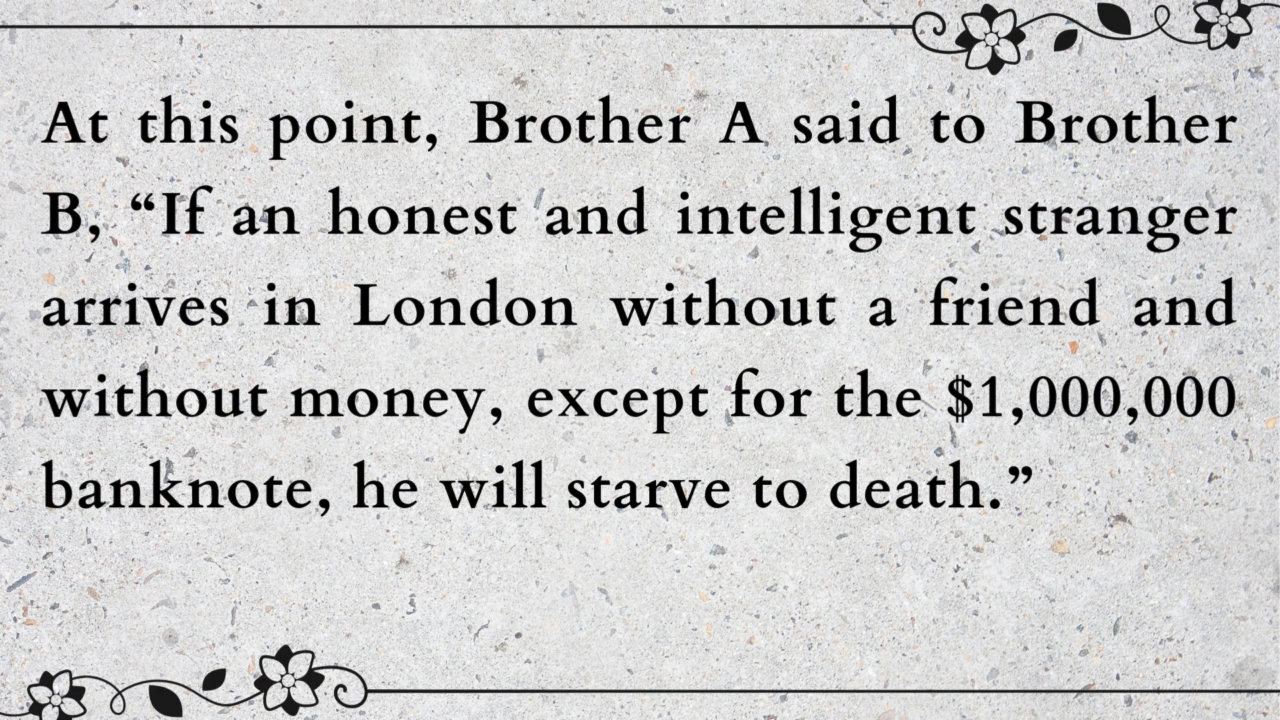 At this point, Brother A said to Brother
B, “If an honest and intelligent stranger
arrives in London without a friend and
without money, except for the $1,000,000
banknote, he will starve to death.”